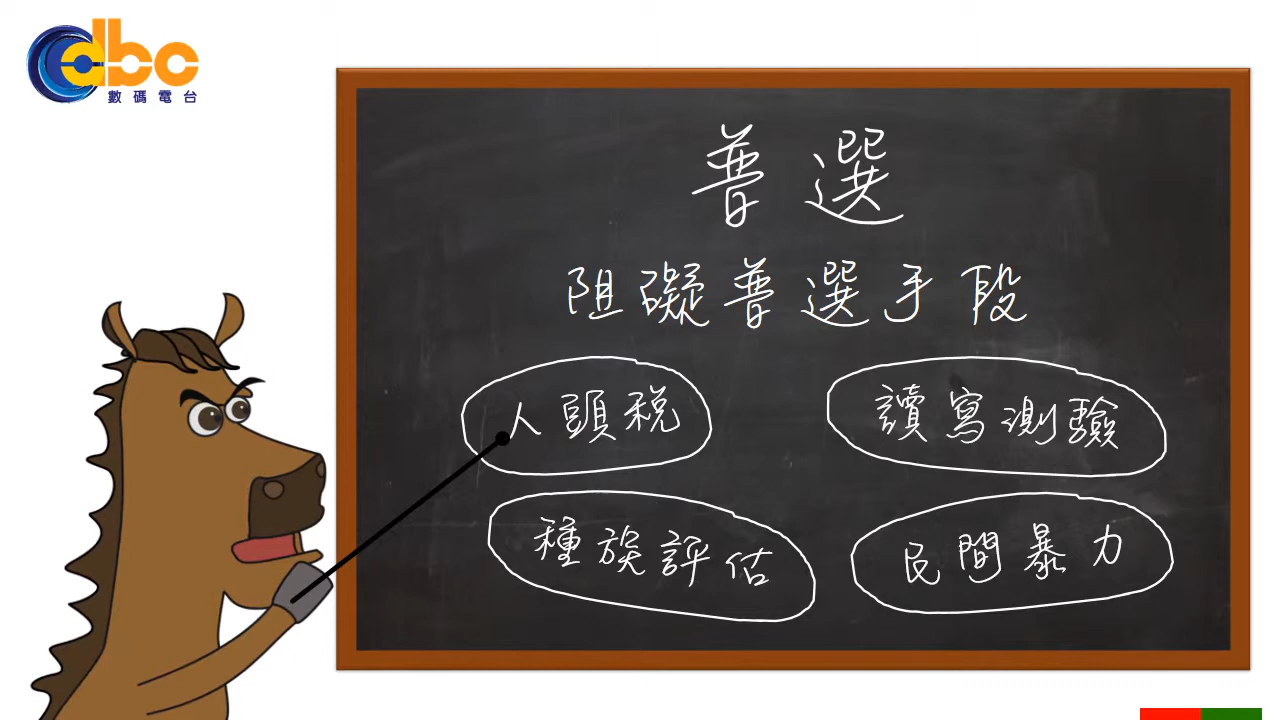 dbc
數碼電台
普選
阻礙普選手段
人頭稅
讀寫測驗
種族評估
民間暴力